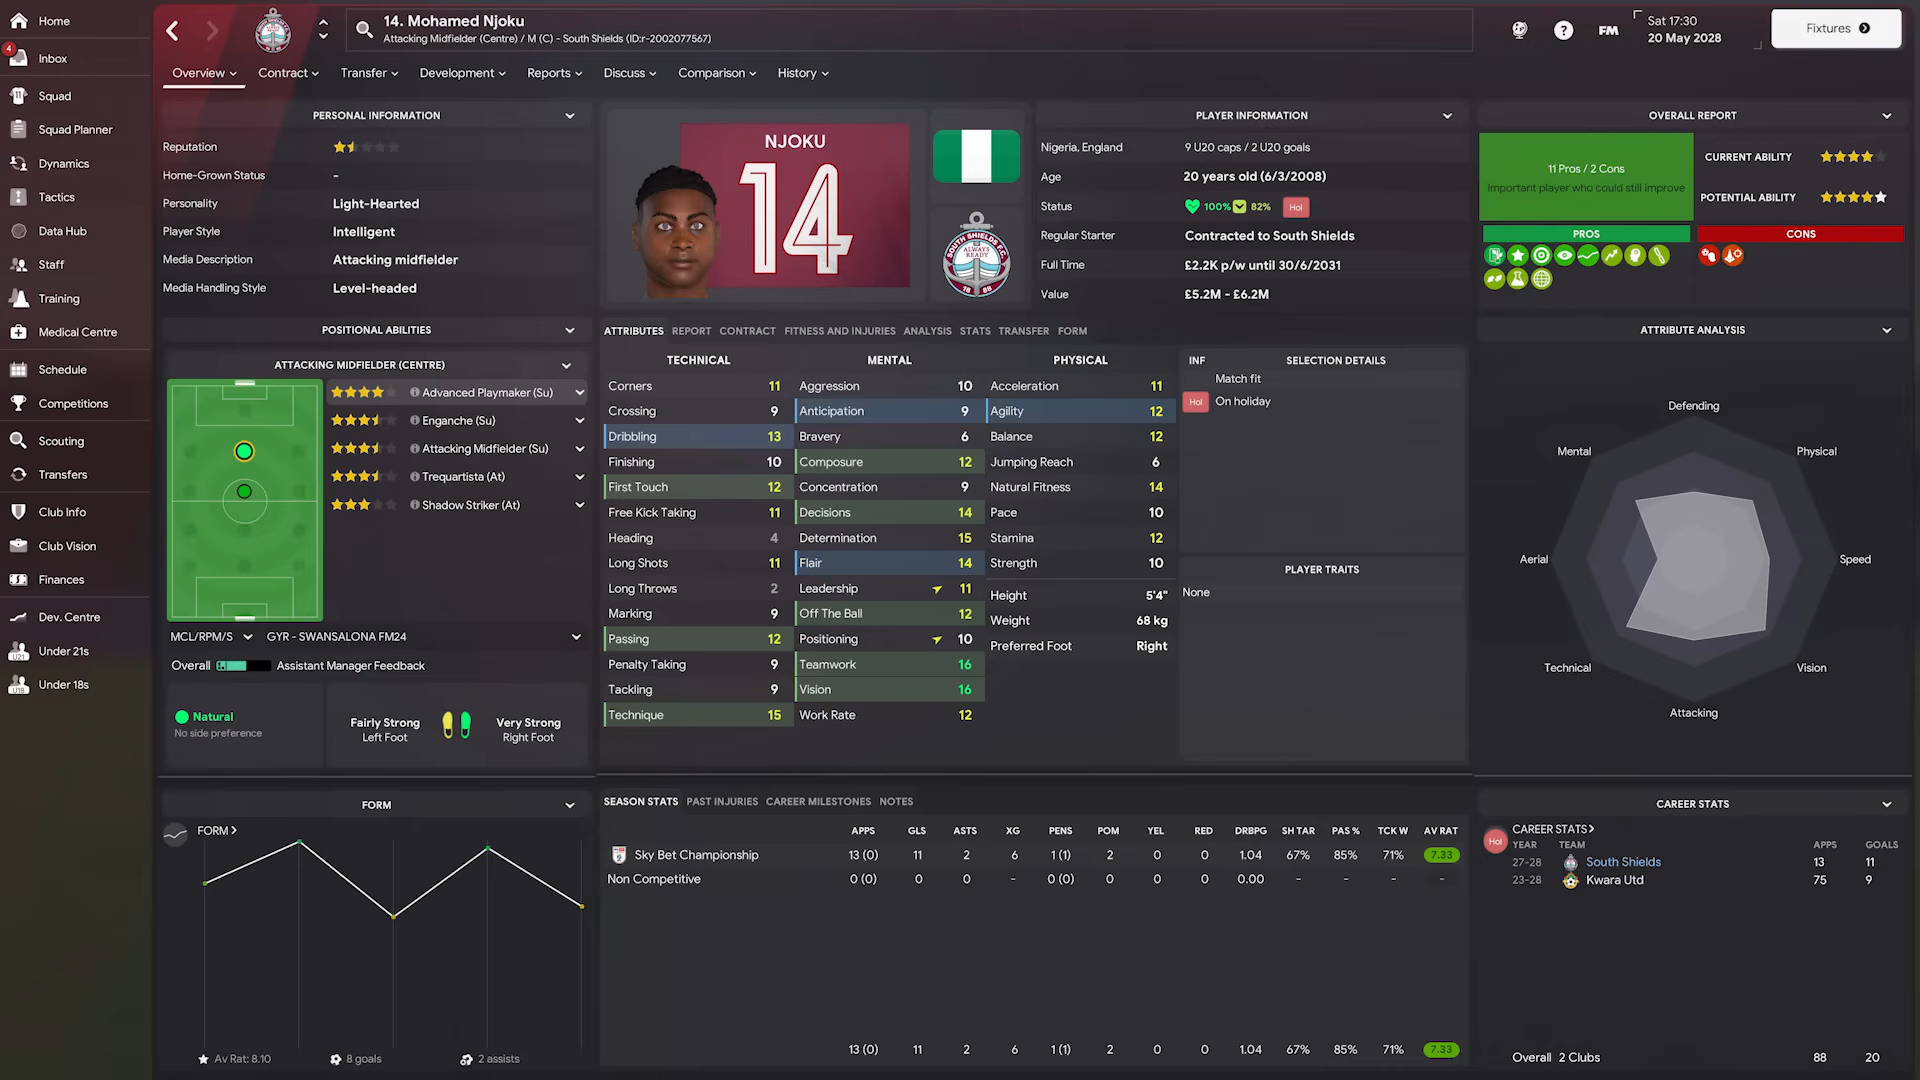 Home
4
Inbox
Squad
Squad Planner
Dynamics
Tactics
Data Hub
Staff
Training
Medical Centre
Schedule
Competitions
Scouting
Transfers
Club Info
Club Vision
Finances
Dev. Centre
Under 21s
Under 18s
14. Mohamed Njoku
Attacking Midfielder (Centre) / M (C) - South Shields (ID:r-2002077567)
FM
Sat 17:30
20 May 2028
Fixtures
Overview
Contract
Transfer
Development
Reports
Discuss
Comparison
History
PERSONAL INFORMATION
Reputation
Home-Grown Status -
Personality Light-Hearted
Player Style Intelligent
Media Description Attacking midfielder
Media Handling Style Level-headed
NJOKU
14
SOUTH SHIELDS F.C.
ALWAYS READY
PLAYER INFORMATION
Nigeria, England 9 U20 caps / 2 U20 goals
Age 20 years old (6/3/2008)
Status 100% 82% Hol
Regular Starter Contracted to South Shields
Full Time £2.2K p/w until 30/6/2031
Value £5.2M - £6.2M
OVERALL REPORT
11 Pros / 2 Cons
Important player who could still improve
CURRENT ABILITY
POTENTIAL ABILITY
PROS
CONS
POSITIONAL ABILITIES
ATTACKING MIDFIELDER (CENTRE)
Advanced Playmaker (Su)
Enganche (Su)
Attacking Midfielder (Su)
Trequartista (At)
Shadow Striker (At)
MCL/RPM/S GYR - SWANSALONA FM24
Overall Assistant Manager Feedback
Natural
No side preference
Fairly Strong
Left Foot
Very Strong
Right Foot
ATTRIBUTES REPORT CONTRACT FITNESS AND INJURIES ANALYSIS STATS TRANSFER FORM
TECHNICAL
Corners 11
Crossing 9
Dribbling 13
Finishing 10
First Touch 12
Free Kick Taking 11
Heading 4
Long Shots 11
Long Throws 2
Marking 9
Passing 12
Penalty Taking 9
Tackling 9
Technique 15
MENTAL
Aggression 10
Anticipation 9
Bravery 6
Composure 12
Concentration 9
Decisions 14
Determination 15
Flair 14
Leadership 11
Off The Ball 12
Positioning 10
Teamwork 16
Vision 16
Work Rate 12
PHYSICAL
Acceleration 11
Agility 12
Balance 12
Jumping Reach 6
Natural Fitness 14
Pace 10
Stamina 12
Strength 10
Height 5'4"
Weight 68 kg
Preferred Foot Right
INF SELECTION DETAILS
Match fit
Hol On holiday
PLAYER TRAITS
None
ATTRIBUTE ANALYSIS
Defending
Physical
Speed
Vision
Attacking
Technical
Aerial
Mental
FORM
FORM
Av Rat: 8.10
8 goals
2 assists
SEASON STATS PAST INJURIES CAREER MILESTONES NOTES
APPS GLS ASTS XG PENS POM YEL RED DRBPG SH TAR PAS % TCK W AV RAT
Sky Bet Championship 13 (0) 11 2 6 1 (1) 2 0 0 1.04 67% 85% 71% 7.33
Non Competitive 0 (0) 0 0 - 0 (0) 0 0 0 0.00 - - - -
13 (0) 11 2 6 1 (1) 2 0 0 1.04 67% 85% 71% 7.33
CAREER STATS
Hol
CAREER STATS
YEAR TEAM APPS GOALS
27-28 South Shields 13 11
23-28 Kwara Utd 75 9
Overall 2 Clubs 88 20